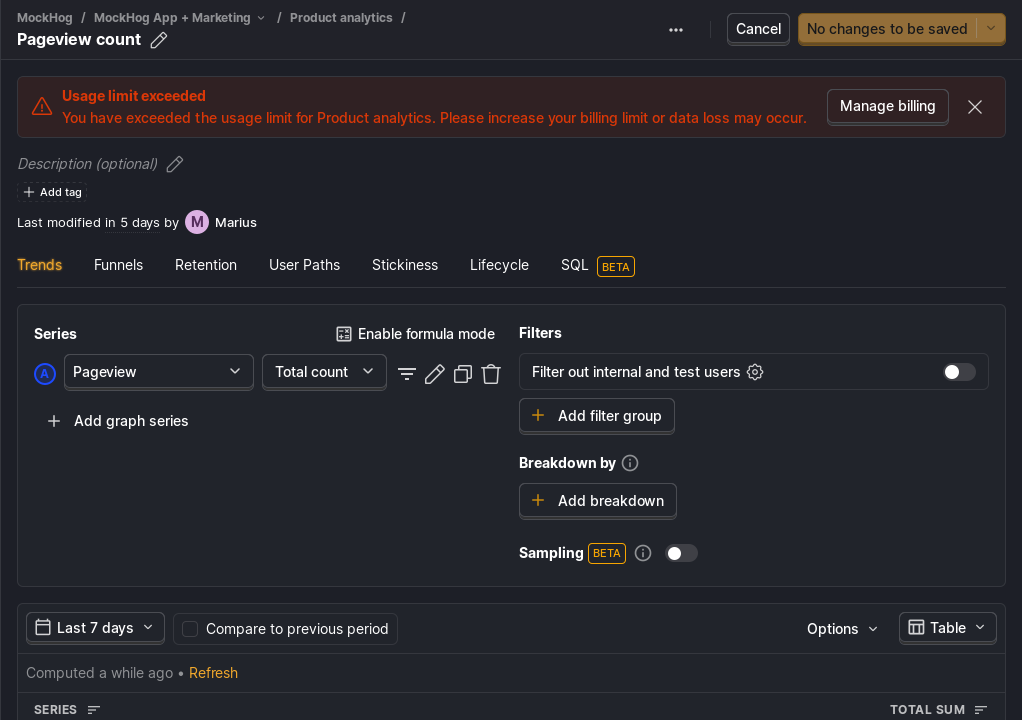 MockHog / MockHog App + Marketing / Product analytics /
Pageview count
Cancel
No changes to be saved
Usage limit exceeded
You have exceeded the usage limit for Product analytics. Please increase your billing limit or data loss may occur.
Manage billing
Description (optional)
Add tag
Last modified in 5 days by M Marius
Trends Funnels Retention User Paths Stickiness Lifecycle SQL BETA
Series
Enable formula mode
A Pageview Total count
Add graph series
Filters
Filter out internal and test users
Add filter group
Breakdown by
Add breakdown
Sampling BETA
Last 7 days Compare to previous period Options Table
Computed a while ago • Refresh
SERIES TOTAL SUM